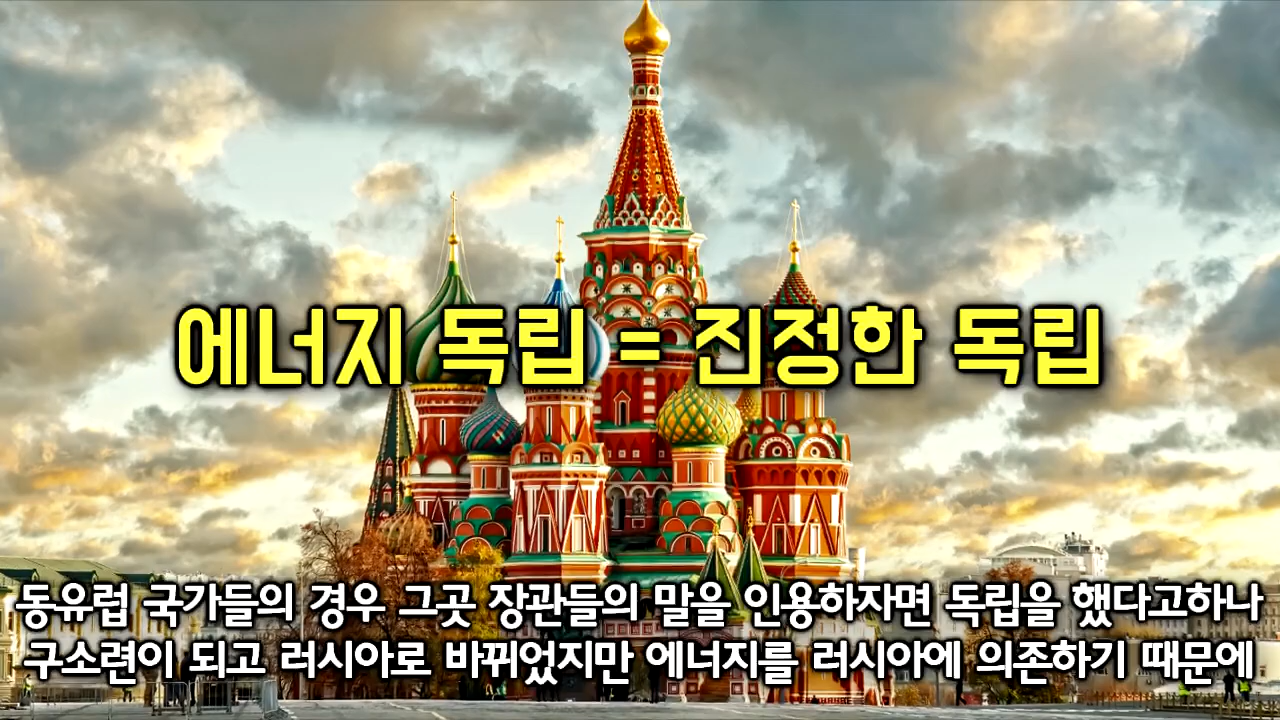 에너지 독립 = 진정한 독립
동유럽 국가들의 경우 그곳 장관들의 말을 인용하자면 독립을 했다고하나
구소련이 되고 러시아로 바뀌었지만 에너지를 러시아에 의존하기 때문에